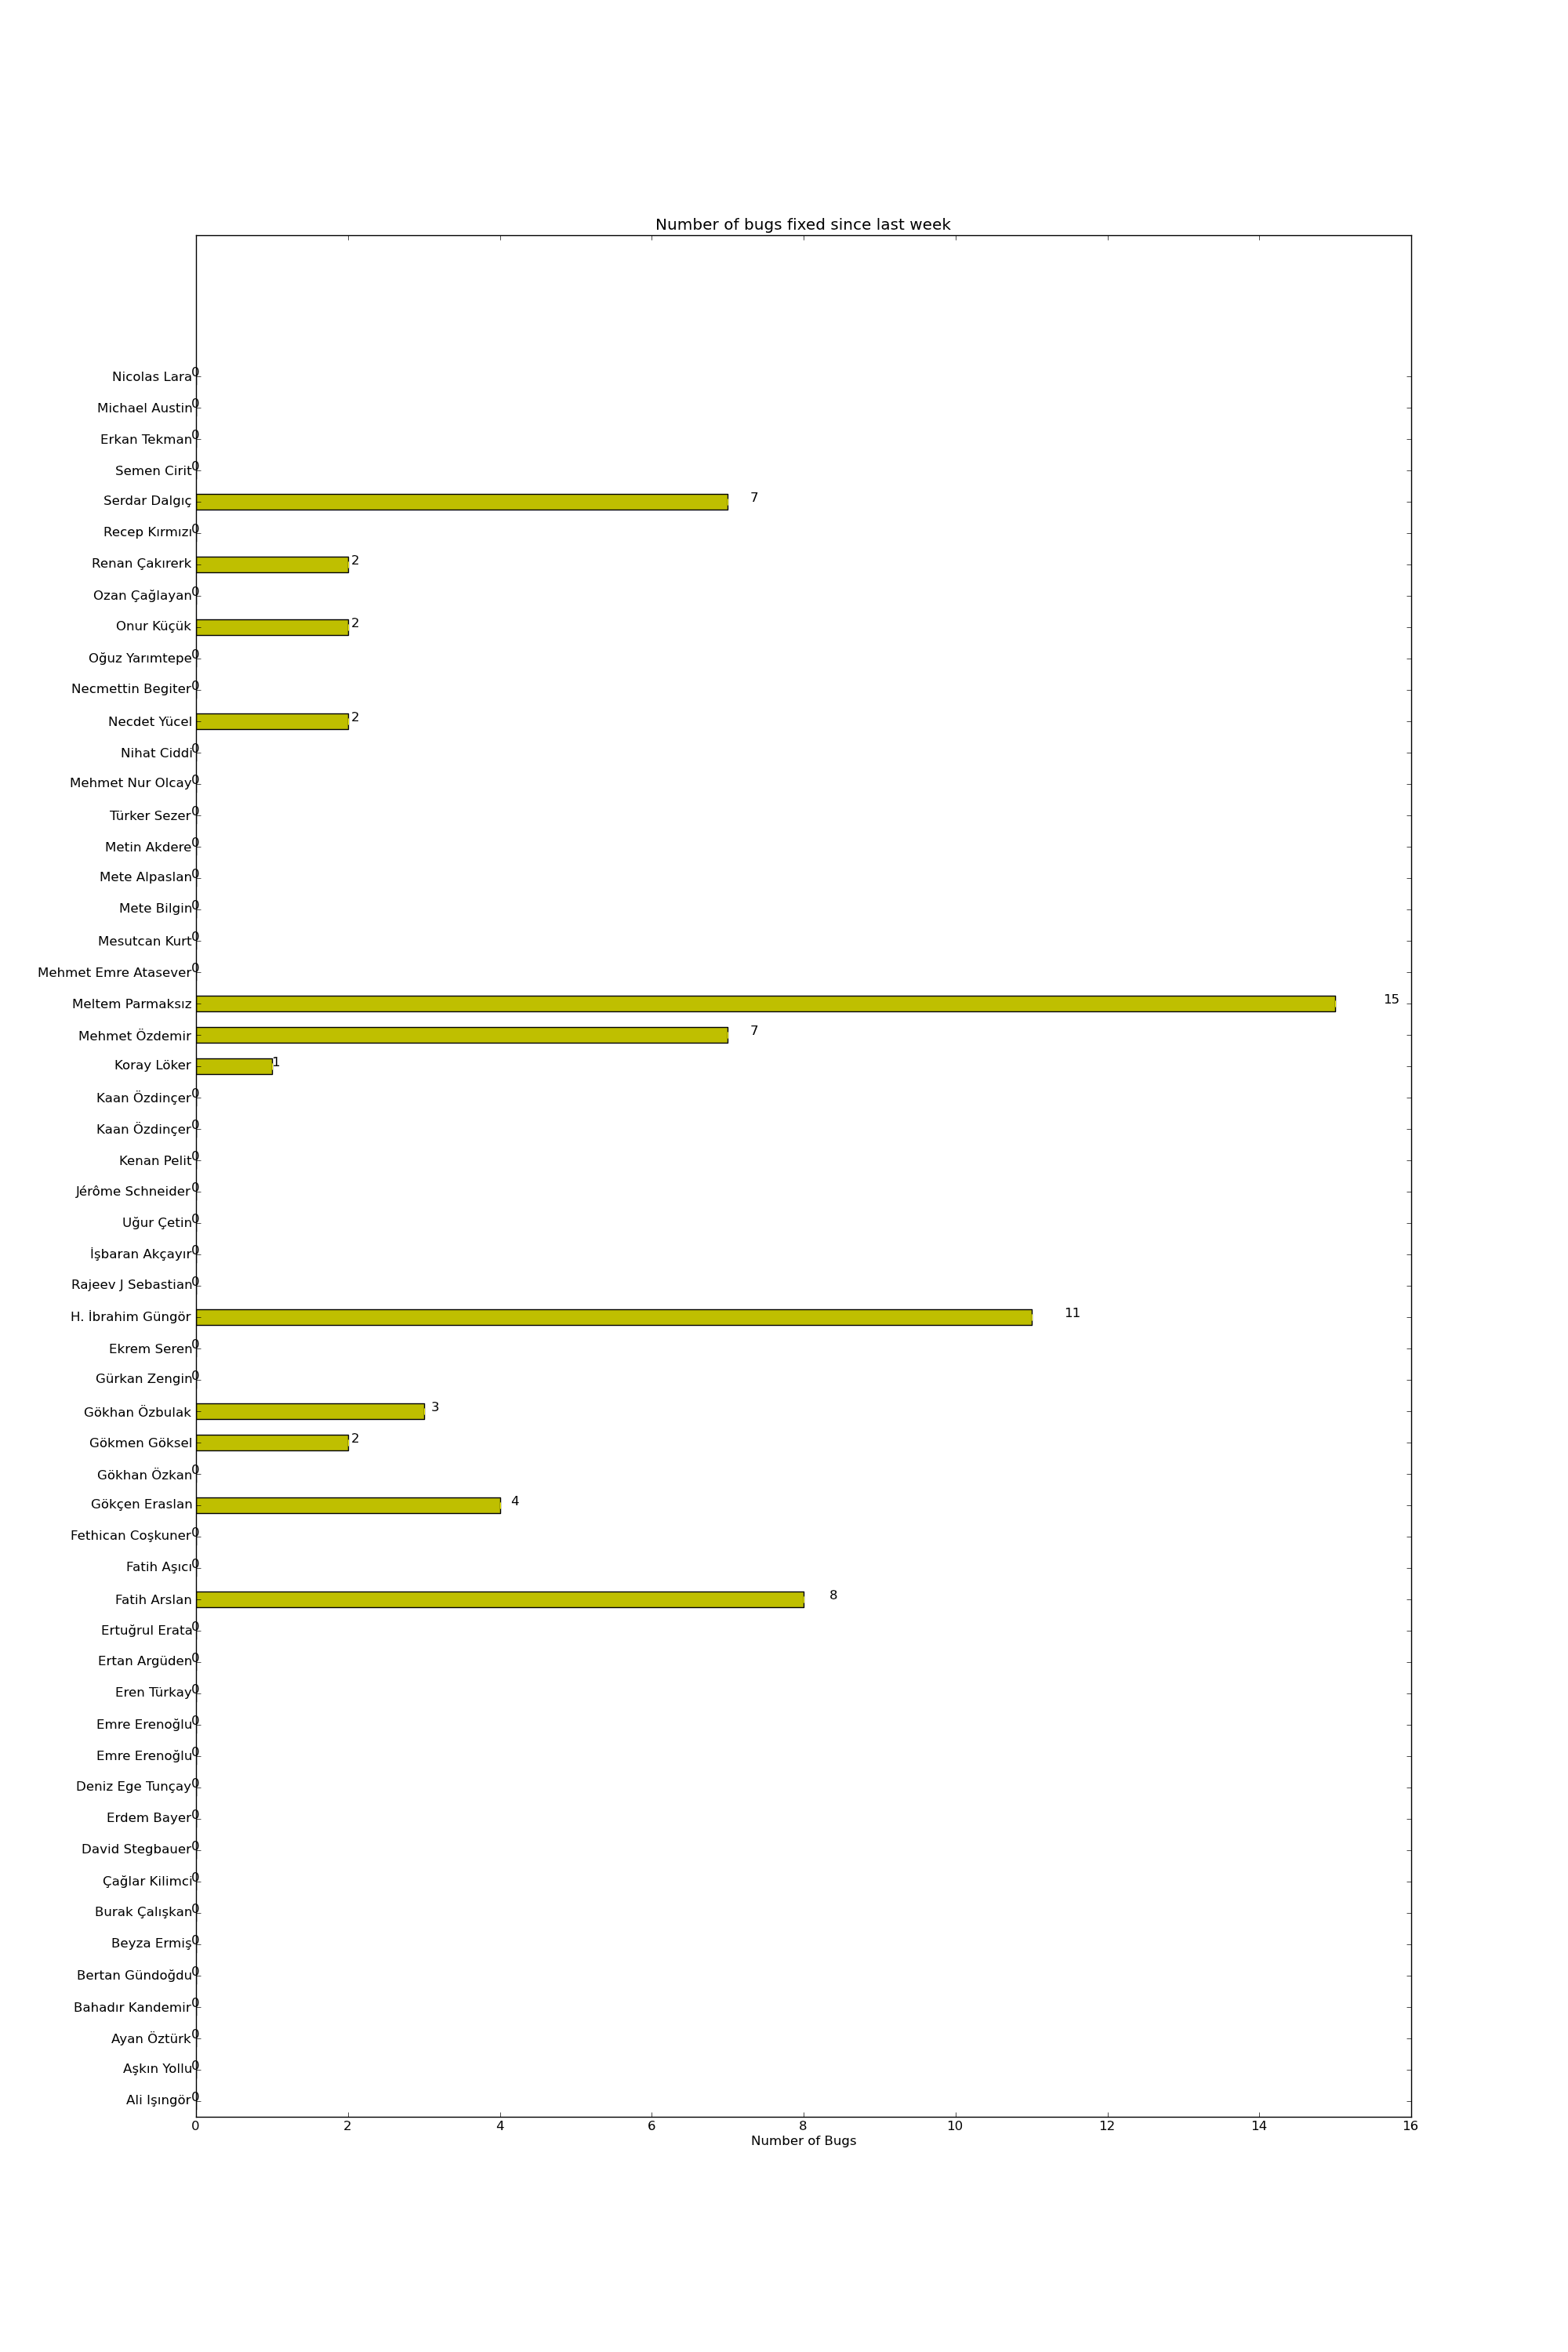 Number of bugs fixed since last week
Nicolas Lara 0
Michael Austin 0
Erkan Tekman 0
Semen Cirit 0
Serdar Dalgıç 7
Recep Kırmızı 0
Renan Çakırerk 2
Ozan Çağlayan 0
Onur Küçük 2
Oğuz Yarımtepe 0
Necmettin Begiter 0
Necdet Yücel 2
Nihat Ciddi 0
Mehmet Nur Olcay 0
Türker Sezer 0
Metin Akdere 0
Mete Alpaslan 0
Mete Bilgin 0
Mesutcan Kurt 0
Mehmet Emre Atasever 0
Meltem Parmaksız 15
Mehmet Özdemir 7
Koray Löker 1
Kaan Özdinçer 0
Kaan Özdinçer 0
Kenan Pelit 0
Jérôme Schneider 0
Uğur Çetin 0
İşbaran Akçayır 0
Rajeev J Sebastian 0
H. İbrahim Güngör 11
Ekrem Seren 0
Gürkan Zengin 0
Gökhan Özbulak 3
Gökmen Göksel 2
Gökhan Özkan 0
Gökçen Eraslan 4
Fethican Coşkuner 0
Fatih Aşıcı 0
Fatih Arslan 8
Ertuğrul Erata 0
Ertan Argüden 0
Eren Türkay 0
Emre Erenoğlu 0
Emre Erenoğlu 0
Deniz Ege Tunçay 0
Erdem Bayer 0
David Stegbauer 0
Çağlar Kilimci 0
Burak Çalışkan 0
Beyza Ermiş 0
Bertan Gündoğdu 0
Bahadır Kandemir 0
Ayan Öztürk 0
Aşkın Yollu 0
Ali Işıngör 0
0 2 4 6 8 10 12 14 16
Number of Bugs